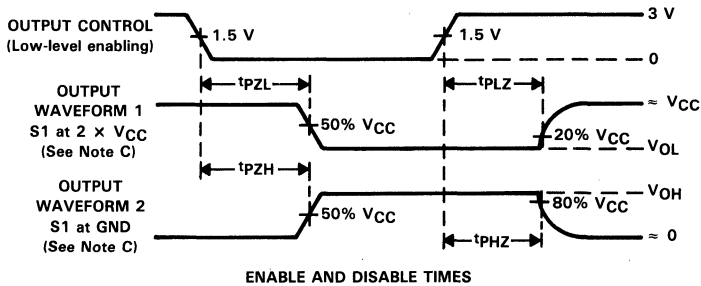 OUTPUT CONTROL
(Low-level enabling)
1.5 V
1.5 V
3 V
0
tPZL
tPLZ
OUTPUT
WAVEFORM 1
S1 at 2 × VCC
(See Note C)
50% VCC
20% VCC
≈ VCC
VOL
tPZH
OUTPUT
WAVEFORM 2
S1 at GND
(See Note C)
50% VCC
VOH
80% VCC
≈ 0
tPHZ
ENABLE AND DISABLE TIMES